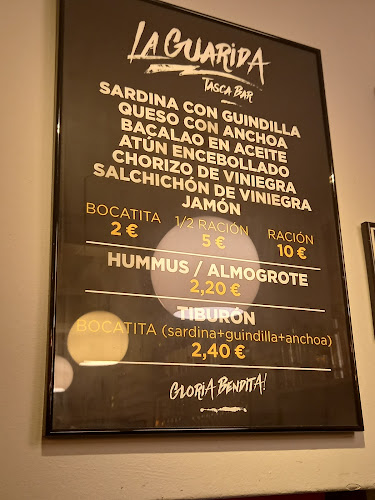 LA GUARIDA
TASCA BAR
SARDINA CON GUINDILLA
QUESO CON ANCHOA
BACALAO EN ACEITE
ATÚN ENCEBOLLADO
CHORIZO DE VINIEGRA
SALCHICHÓN DE VINIEGRA
JAMÓN
BOCATITA 1/2 RACIÓN RACIÓN
2 € 5 € 10 €
HUMMUS / ALMOGROTE
2,20 €
TIBURÓN
BOCATITA (sardina+guindilla+anchoa)
2,40 €
GLORIA BENDITA!